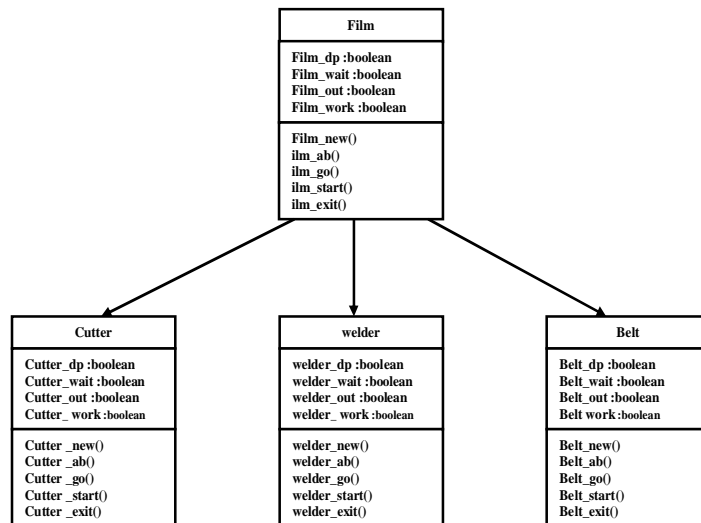 Film
Film_dp :boolean
Film_wait :boolean
Film_out :boolean
Film_work :boolean
Film_new()
ilm_ab()
ilm_go()
ilm_start()
ilm_exit()
Cutter
Cutter_dp :boolean
Cutter_wait :boolean
Cutter_out :boolean
Cutter_ work :boolean
Cutter _new()
Cutter _ab()
Cutter _go()
Cutter _start()
Cutter _exit()
welder
welder_dp :boolean
welder_wait :boolean
welder_out :boolean
welder_ work :boolean
welder_new()
welder_ab()
welder_go()
welder_start()
welder_exit()
Belt
Belt_dp :boolean
Belt_wait :boolean
Belt_out :boolean
Belt work :boolean
Belt_new()
Belt_ab()
Belt_go()
Belt_start()
Belt_exit()